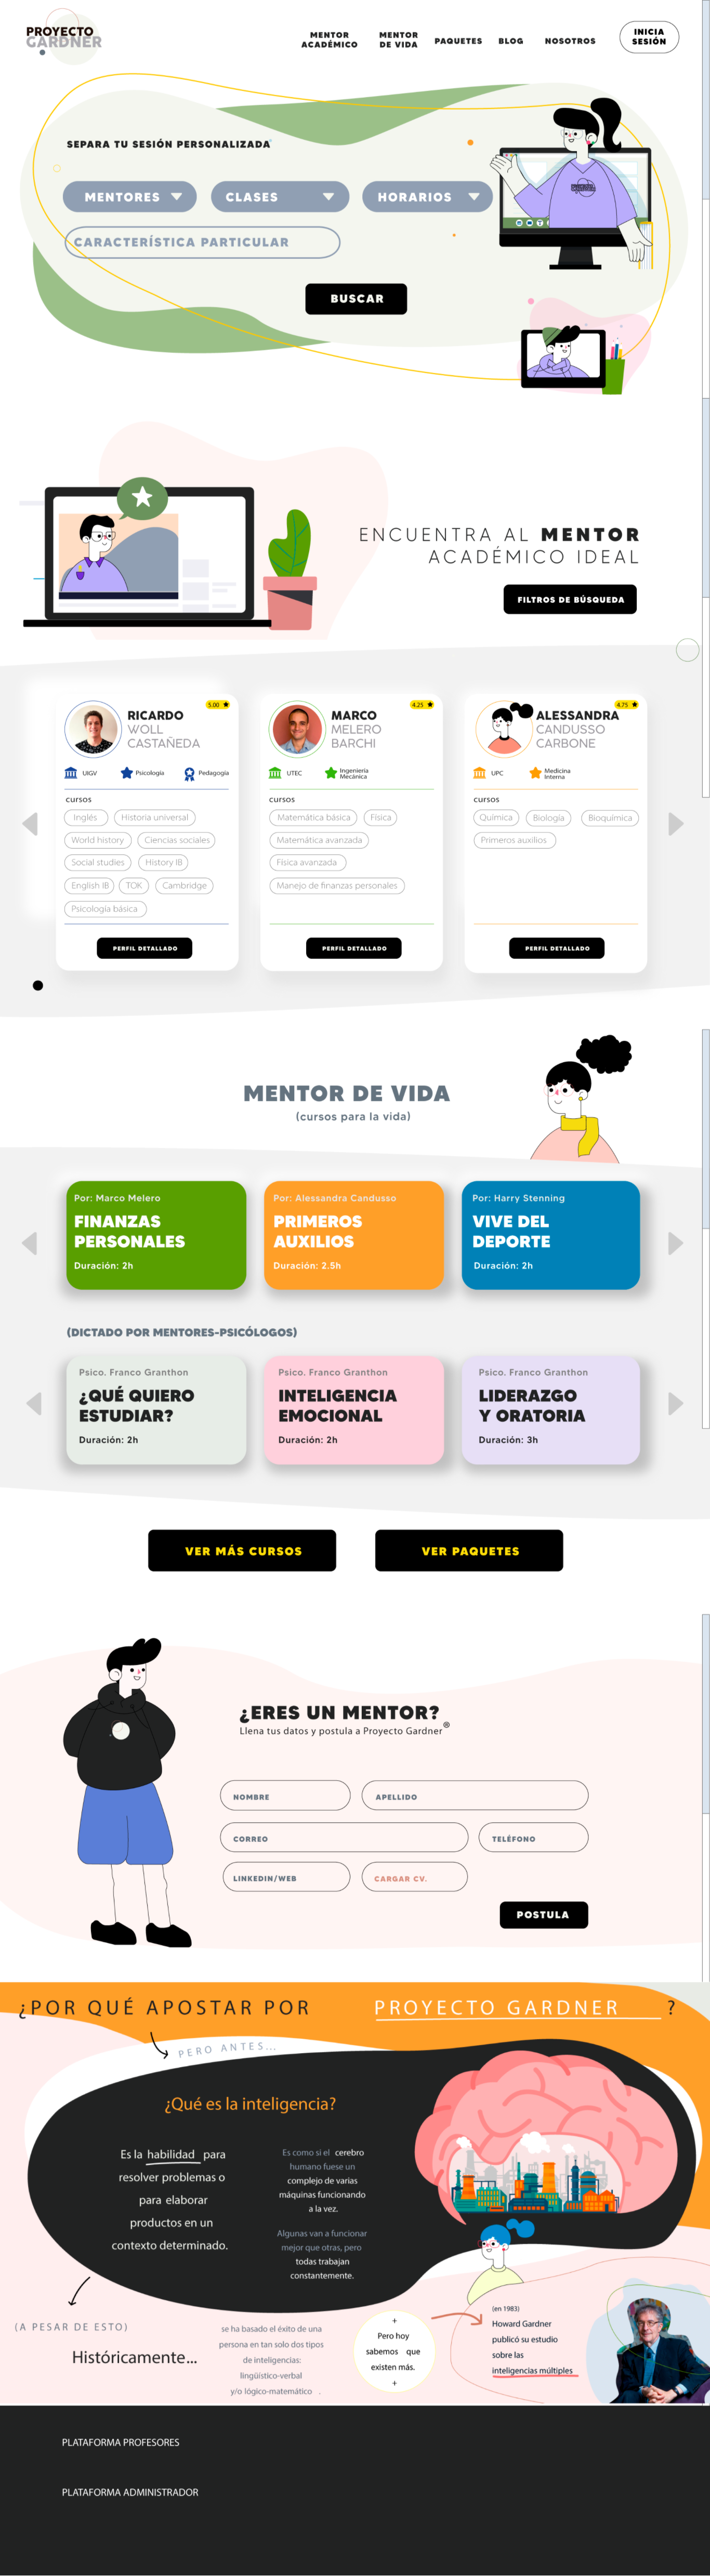 PROYECTO
GARDNER
MENTOR
ACADÉMICO
MENTOR
DE VIDA
PAQUETES
BLOG
NOSOTROS
INICIA
SESIÓN
SEPARA TU SESIÓN PERSONALIZADA
MENTORES
CLASES
HORARIOS
CARACTERÍSTICA PARTICULAR
BUSCAR
ENCUENTRA AL MENTOR
ACADÉMICO IDEAL
FILTROS DE BÚSQUEDA
5.00
RICARDO
WOLL
CASTAÑEDA
UIGV
Psicología
Pedagogía
cursos
Inglés
Historia universal
World history
Ciencias sociales
Social studies
History IB
English IB
TOK
Cambridge
Psicología básica
PERFIL DETALLADO
4.25
MARCO
MELERO
BARCHI
UTEC
Ingeniería
Mecánica
cursos
Matemática básica
Física
Matemática avanzada
Física avanzada
Manejo de finanzas personales
PERFIL DETALLADO
4.75
ALESSANDRA
CANDUSSO
CARBONE
UPC
Medicina
Interna
cursos
Química
Biología
Bioquímica
Primeros auxilios
PERFIL DETALLADO
MENTOR DE VIDA
(cursos para la vida)
Por: Marco Melero
FINANZAS
PERSONALES
Duración: 2h
Por: Alessandra Candusso
PRIMEROS
AUXILIOS
Duración: 2.5h
Por: Harry Stenning
VIVE DEL
DEPORTE
Duración: 2h
(DICTADO POR MENTORES-PSICÓLOGOS)
Psico. Franco Granthon
¿QUÉ QUIERO
ESTUDIAR?
Duración: 2h
Psico. Franco Granthon
INTELIGENCIA
EMOCIONAL
Duración: 2h
Psico. Franco Granthon
LIDERAZGO
Y ORATORIA
Duración: 3h
VER MÁS CURSOS
VER PAQUETES
¿ERES UN MENTOR?
Llena tus datos y postula a Proyecto Gardner®
NOMBRE
APELLIDO
CORREO
TELÉFONO
LINKEDIN/WEB
CARGAR CV.
POSTULA
¿POR QUÉ APOSTAR POR PROYECTO GARDNER ?
PERO ANTES...
¿Qué es la inteligencia?
Es la habilidad para
resolver problemas o
para elaborar
productos en un
contexto determinado.
Es como si el cerebro
humano fuese un
complejo de varias
máquinas funcionando
a la vez.
Algunas van a funcionar
mejor que otras, pero
todas trabajan
constantemente.
(A PESAR DE ESTO)
Históricamente...
se ha basado el éxito de una
persona en tan solo dos tipos
de inteligencias:
lingüístico-verbal
y/o lógico-matemático .
+
Pero hoy
sabemos que
existen más.
+
(en 1983)
Howard Gardner
publicó su estudio
sobre las
inteligencias múltiples
PLATAFORMA PROFESORES
PLATAFORMA ADMINISTRADOR